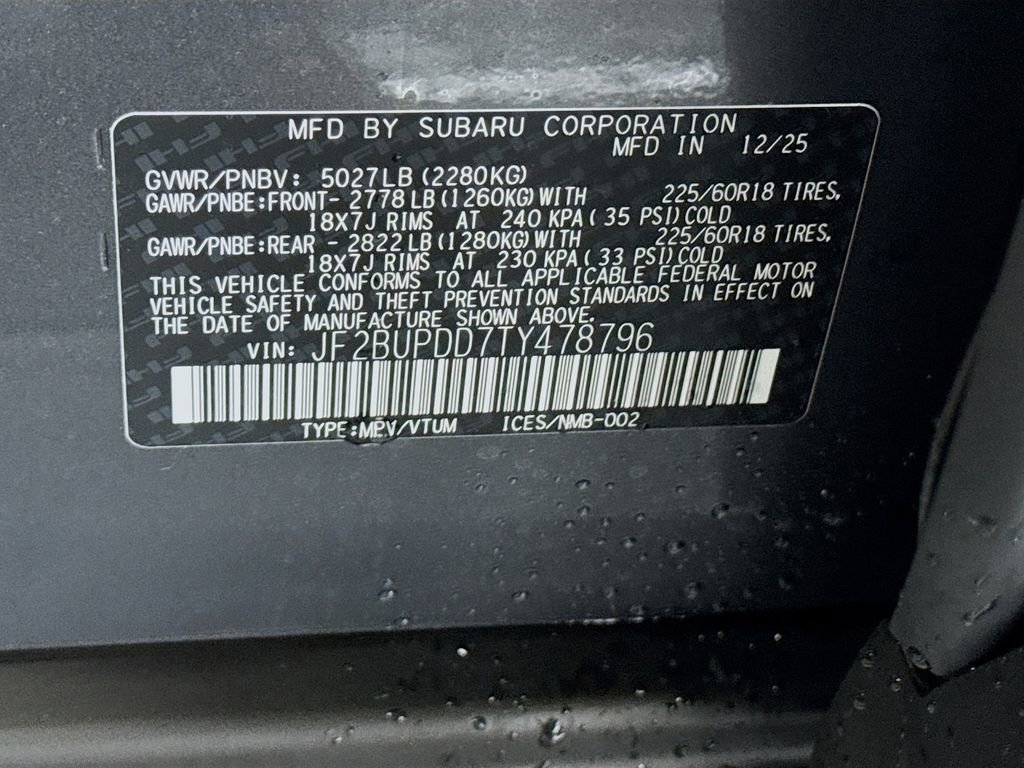 MFD BY SUBARU CORPORATION
MFD IN 12/25
GVWR/PNBV: 5027LB (2280KG)
GAWR/PNBE:FRONT- 2778 LB (1260KG) WITH 225/60R18 TIRES,
18X7J RIMS AT 240 KPA ( 35 PSI) COLD
GAWR/PNBE:REAR - 2822 LB (1280KG) WITH 225/60R18 TIRES,
18X7J RIMS AT 230 KPA ( 33 PSI) COLD
THIS VEHICLE CONFORMS TO ALL APPLICABLE FEDERAL MOTOR
VEHICLE SAFETY AND THEFT PREVENTION STANDARDS IN EFFECT ON
THE DATE OF MANUFACTURE SHOWN ABOVE.
VIN: JF2BUPDD7TY478796
TYPE:MPV/VTUM ICES/NMB-002